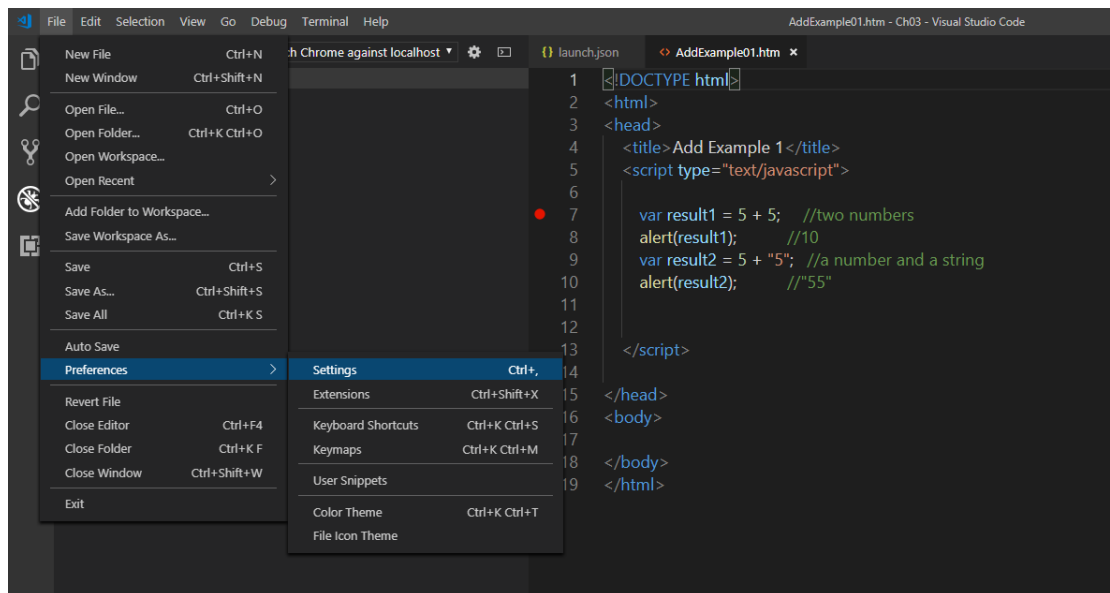 File Edit Selection View Go Debug Terminal Help
AddExample01.htm - Ch03 - Visual Studio Code
New File Ctrl+N
New Window Ctrl+Shift+N
Open File... Ctrl+O
Open Folder... Ctrl+K Ctrl+O
Open Workspace...
Open Recent
Add Folder to Workspace...
Save Workspace As...
Save Ctrl+S
Save As... Ctrl+Shift+S
Save All Ctrl+K S
Auto Save
Preferences
Revert File
Close Editor Ctrl+F4
Close Folder Ctrl+K F
Close Window Ctrl+Shift+W
Exit
Settings Ctrl+,
Extensions Ctrl+Shift+X
Keyboard Shortcuts Ctrl+K Ctrl+S
Keymaps Ctrl+K Ctrl+M
User Snippets
Color Theme Ctrl+K Ctrl+T
File Icon Theme
h Chrome against localhost
{} launch.json <> AddExample01.htm ×
1 <!DOCTYPE html>
2 <html>
3 <head>
4 <title>Add Example 1</title>
5 <script type="text/javascript">
6
7 var result1 = 5 + 5; //two numbers
8 alert(result1); //10
9 var result2 = 5 + "5"; //a number and a string
10 alert(result2); //"55"
11
12
13 </script>
14
15 </head>
16 <body>
17
18 </body>
19 </html>